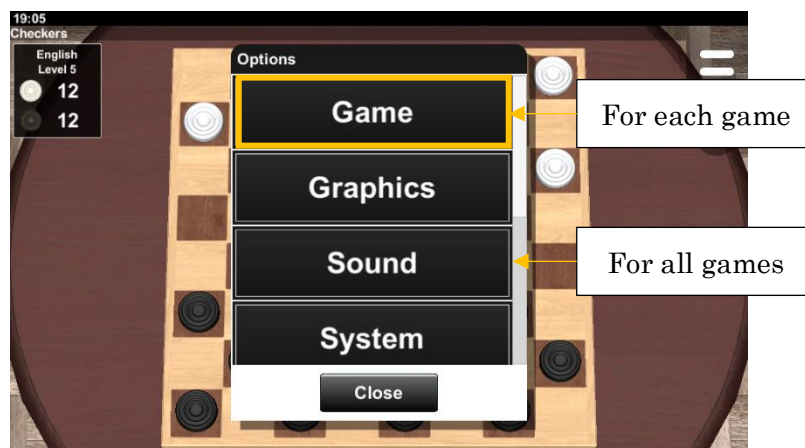 19:05
Checkers
English
Level 5
12
12
Options
Game
For each game
Graphics
Sound
For all games
System
Close